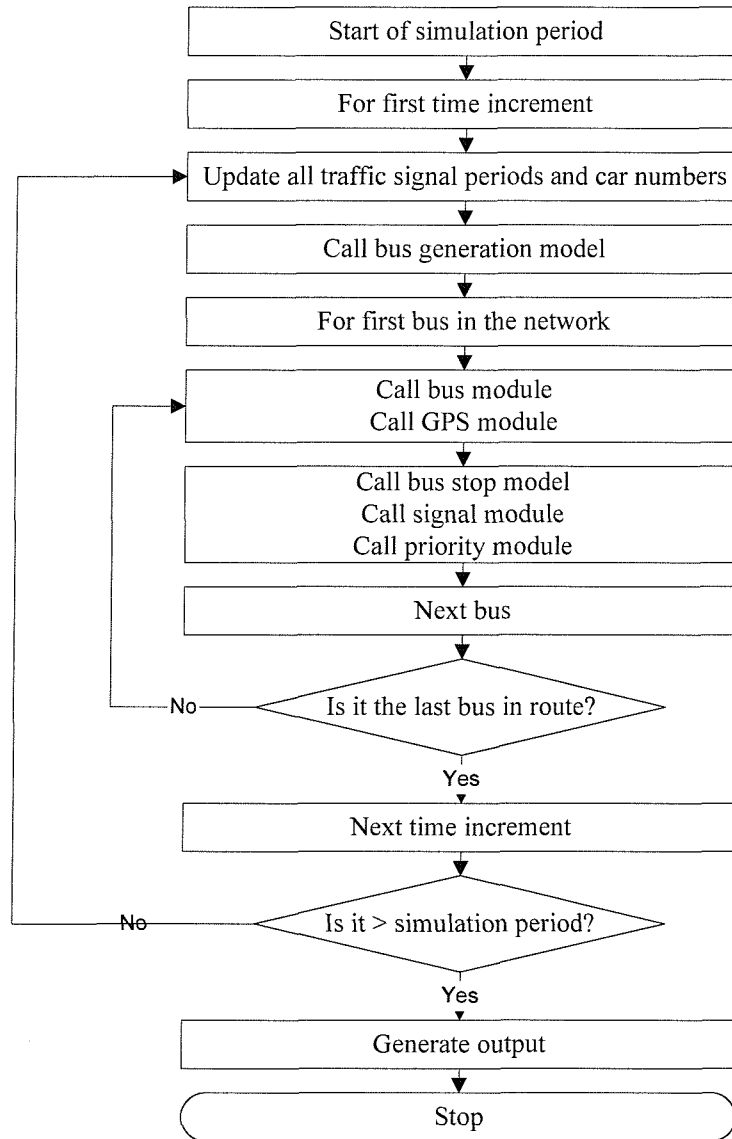 Start of simulation period
For first time increment
Update all traffic signal periods and car numbers
Call bus generation model
For first bus in the network
Call bus module
Call GPS module
Call bus stop model
Call signal module
Call priority module
Next bus
No
Is it the last bus in route?
Yes
Next time increment
No
Is it > simulation period?
Yes
Generate output
Stop